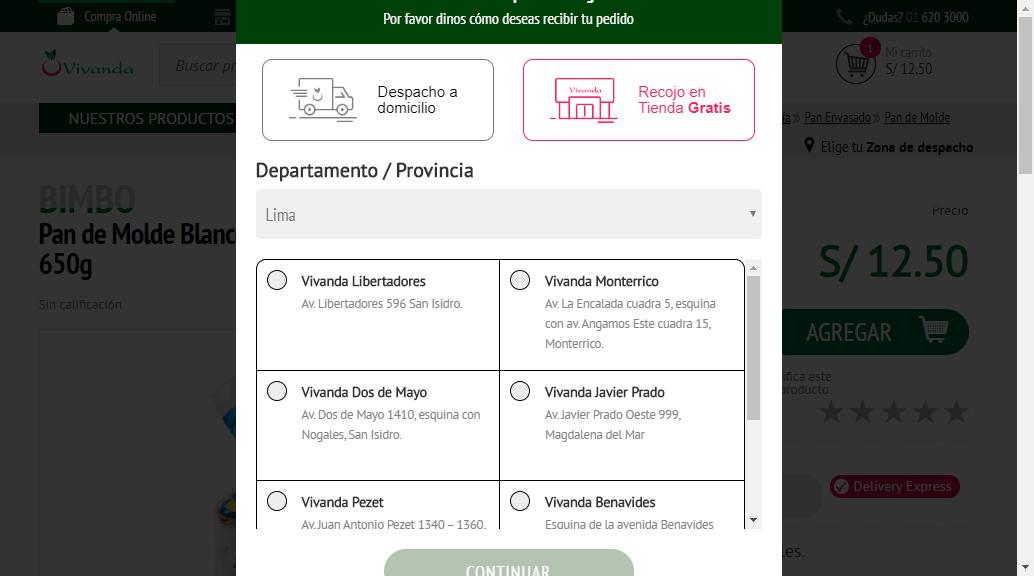 Compra Online
¿Dudas? 01 620 3000
Por favor dinos cómo deseas recibir tu pedido
Vivanda
Buscar pr
1
Mi carrito
S/ 12.50
Despacho a
domicilio
Vivanda
Recojo en
Tienda Gratis
NUESTROS PRODUCTOS
ía » Pan Envasado » Pan de Molde
Elige tu Zona de despacho
Departamento / Provincia
Lima
BIMBO
Pan de Molde Blanc
650g
Sin calificación
Precio
S/ 12.50
AGREGAR
ifica este
producto:
Delivery Express
les.
Vivanda Libertadores
Av. Libertadores 596 San Isidro.
Vivanda Monterrico
Av. La Encalada cuadra 5, esquina
con av. Angamos Este cuadra 15,
Monterrico.
Vivanda Dos de Mayo
Av. Dos de Mayo 1410, esquina con
Nogales, San Isidro.
Vivanda Javier Prado
Av. Javier Prado Oeste 999,
Magdalena del Mar
Vivanda Pezet
Av. Juan Antonio Pezet 1340 – 1360.
Vivanda Benavides
Esquina de la avenida Benavides
CONTINUAR